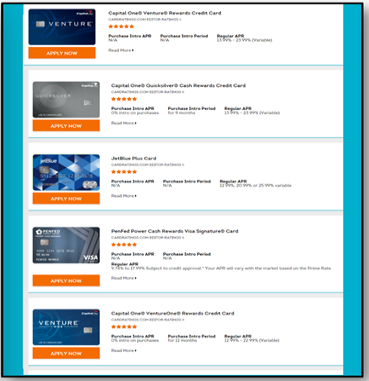 Capital One
VENTURE
APPLY NOW
Capital One® Venture® Rewards Credit Card
CARDRATINGS.COM EDITOR RATINGS
Purchase Intro APR
N/A
Purchase Intro Period
N/A
Regular APR
13.99% - 23.99% (Variable)
Read More
Capital One
QUICKSILVER
APPLY NOW
Capital One® Quicksilver® Cash Rewards Credit Card
CARDRATINGS.COM EDITOR RATINGS
Purchase Intro APR
0% intro on purchases
Purchase Intro Period
for 9 months
Regular APR
13.99% - 23.99% (Variable)
Read More
jetBlue
APPLY NOW
JetBlue Plus Card
CARDRATINGS.COM EDITOR RATINGS
Purchase Intro APR
N/A
Purchase Intro Period
N/A
Regular APR
12.99%, 20.99% or 25.99% variable
Read More
PENFED
VISA
APPLY NOW
PenFed Power Cash Rewards Visa Signature® Card
CARDRATINGS.COM EDITOR RATINGS
Purchase Intro APR
N/A
Purchase Intro Period
N/A
Regular APR
9.74% to 17.99% Subject to credit approval.* Your APR will vary with the market based on the Prime Rate.
Read More
Capital One
VENTURE
APPLY NOW
Capital One® VentureOne® Rewards Credit Card
CARDRATINGS.COM EDITOR RATINGS
Purchase Intro APR
0% intro on purchases
Purchase Intro Period
for 12 months
Regular APR
12.99% - 22.99% (Variable)
Read More